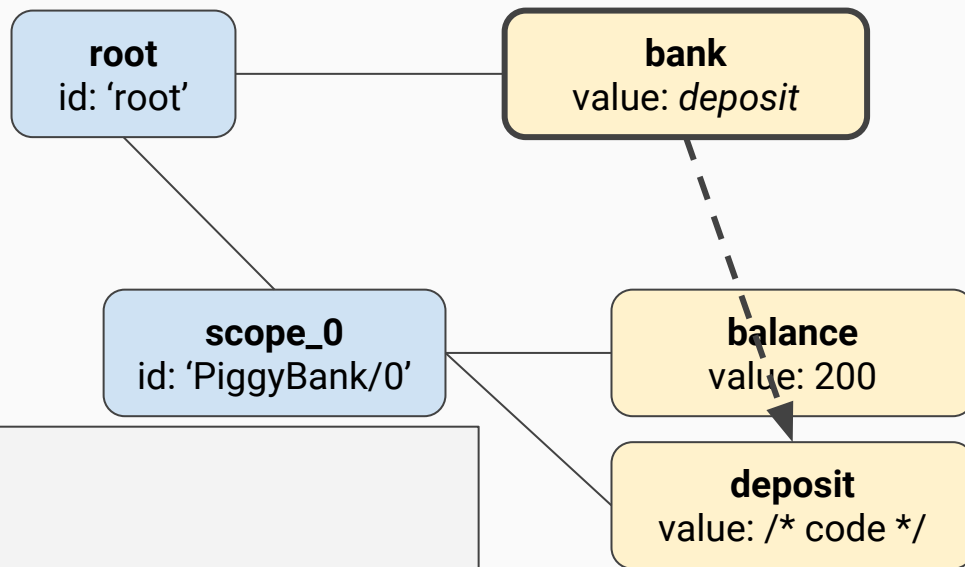 root
id: ‘root’
bank
value: deposit
scope_0
id: ‘PiggyBank/0’
balance
value: 200
deposit
value: /* code */